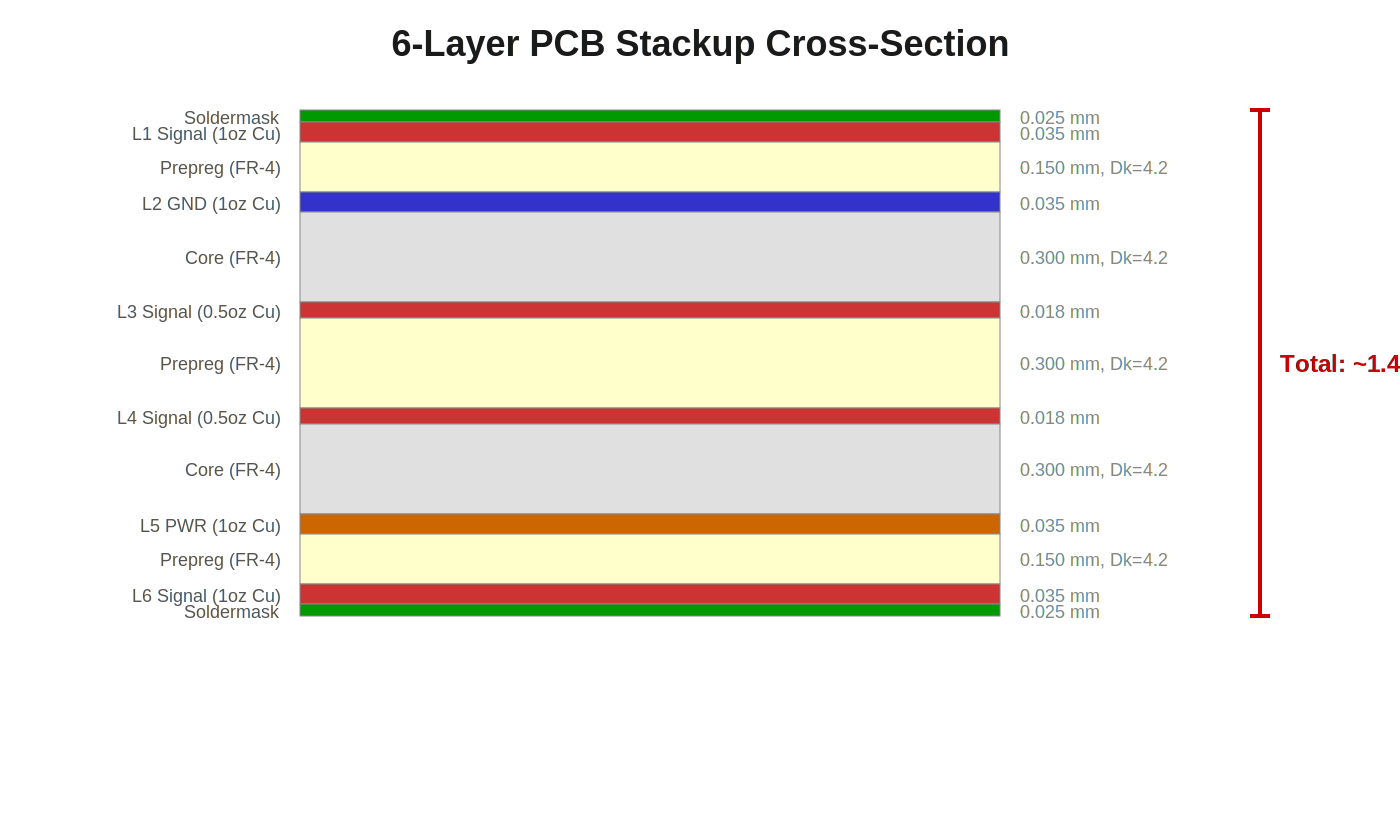 6-Layer PCB Stackup Cross-Section
Soldermask 0.025 mm
L1 Signal (1oz Cu) 0.035 mm
Prepreg (FR-4) 0.150 mm, Dk=4.2
L2 GND (1oz Cu) 0.035 mm
Core (FR-4) 0.300 mm, Dk=4.2
L3 Signal (0.5oz Cu) 0.018 mm
Prepreg (FR-4) 0.300 mm, Dk=4.2
Total: ~1.4
L4 Signal (0.5oz Cu) 0.018 mm
Core (FR-4) 0.300 mm, Dk=4.2
L5 PWR (1oz Cu) 0.035 mm
Prepreg (FR-4) 0.150 mm, Dk=4.2
L6 Signal (1oz Cu) 0.035 mm
Soldermask 0.025 mm